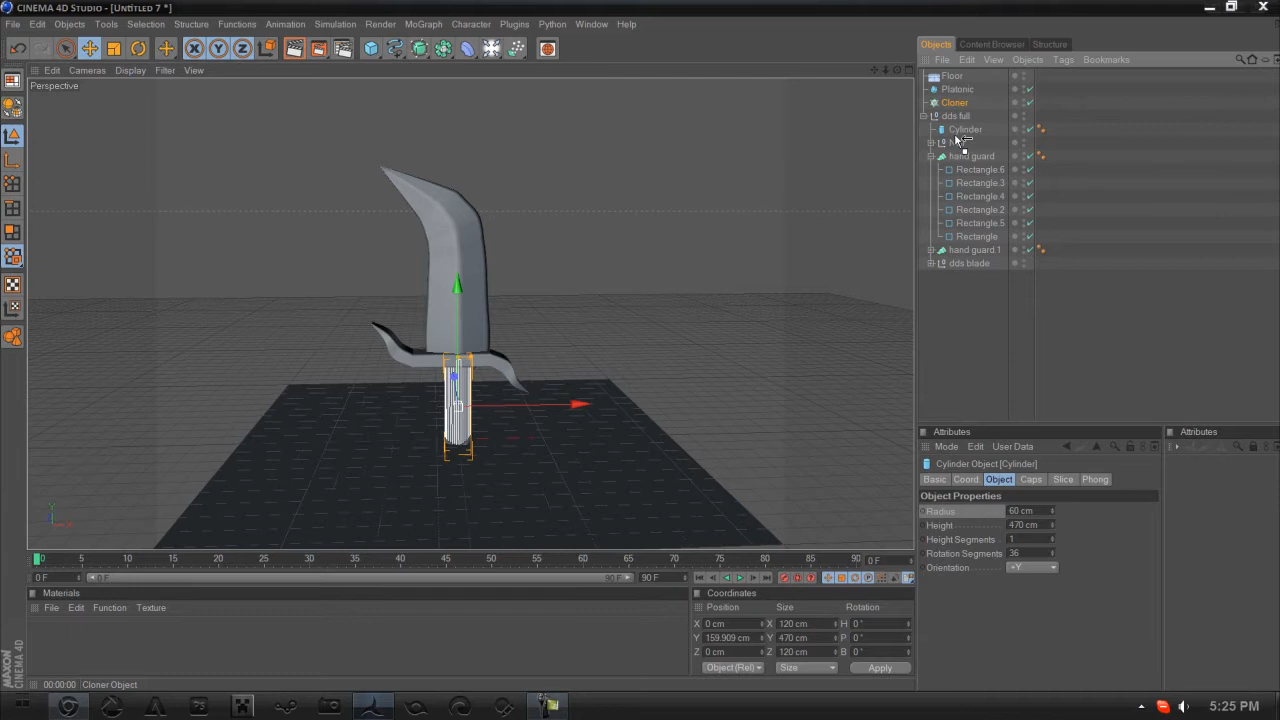 CINEMA 4D Studio - [Untitled 7 *]
File Edit Objects Tools Selection Structure Functions Animation Simulation Render MoGraph Character Plugins Python Window Help
X Y Z
Objects Content Browser Structure
Edit Cameras Display Filter View
File Edit View Objects Tags Bookmarks
Perspective
Floor
Platonic
Cloner
dds full
Cylinder
hand guard
Rectangle.6
Rectangle.3
Rectangle.4
Rectangle.2
Rectangle.5
Rectangle
hand guard.1
dds blade
Y
X
Attributes
Mode Edit User Data
Cylinder Object [Cylinder]
Basic Coord. Object Caps Slice Phong
Object Properties
Radius 60 cm
Height 470 cm
Height Segments 1
Rotation Segments 36
Orientation +Y
Attributes
0 5 10 15 20 25 30 35 40 45 50 55 60 65 70 75 80 85 90 0 F
0 F 0 F 90 F 90 F
Materials
File Edit Function Texture
Coordinates
Position Size Rotation
X 0 cm X 120 cm H 0 °
Y 159.909 cm Y 470 cm P 0 °
Z 0 cm Z 120 cm B 0 °
Object (Rel) Size Apply
MAXON CINEMA 4D
00:00:00 Cloner Object
5:25 PM